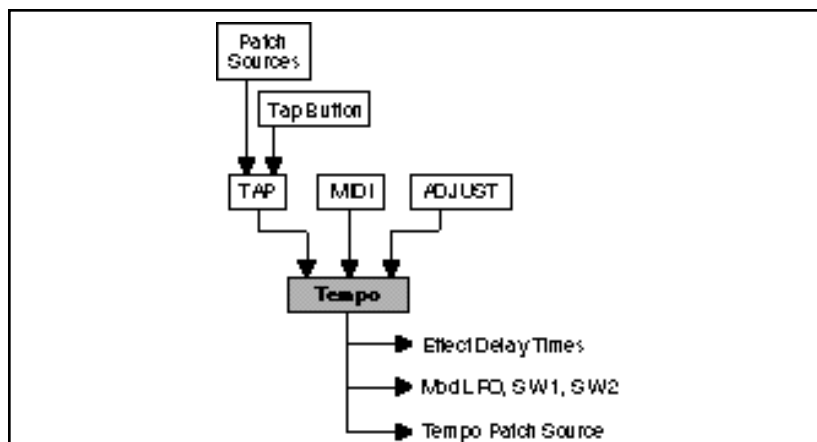 Patch
Sources
Tap Button
TAP
MIDI
ADJUST
Tempo
Effect Delay Times
Mod LFO, SW1, SW2
Tempo Patch Source